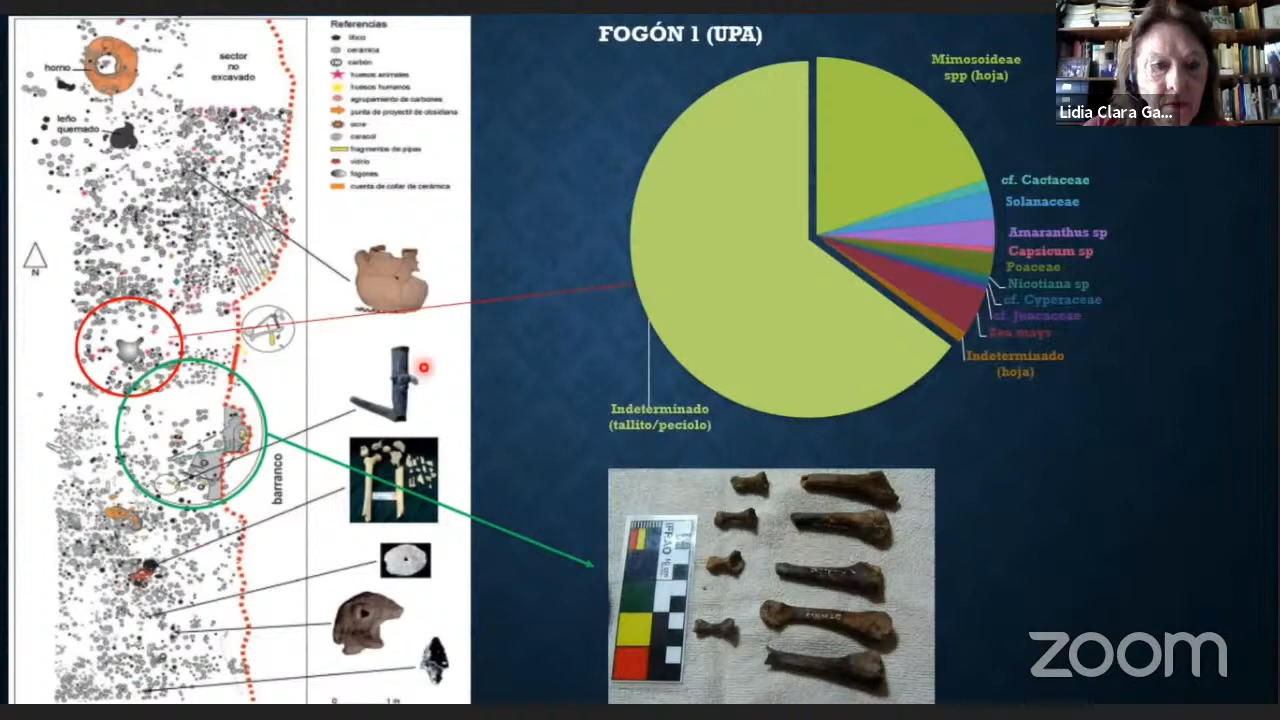 Referencias
lítico
cerámica
carbón
huesos animales
huesos humanos
agrupamiento de carbones
punta de proyectil de obsidiana
ocre
caracol
fragmentos de pipas
vidrio
fogones
cuenta de collar de cerámica
horno
sector
no
excavado
leño
quemado
N
barranco
FOGÓN 1 (UPA)
Mimosoideae
spp (hoja)
cf. Cactaceae
Solanaceae
Amaranthus sp
Capsicum sp
Poaceae
Nicotiana sp
cf. Cyperaceae
cf. Juncaceae
Zea mays
Indeterminado
(hoja)
Indeterminado
(tallito/peciolo)
IFRAO
Lidia Clara Ga...
zoom